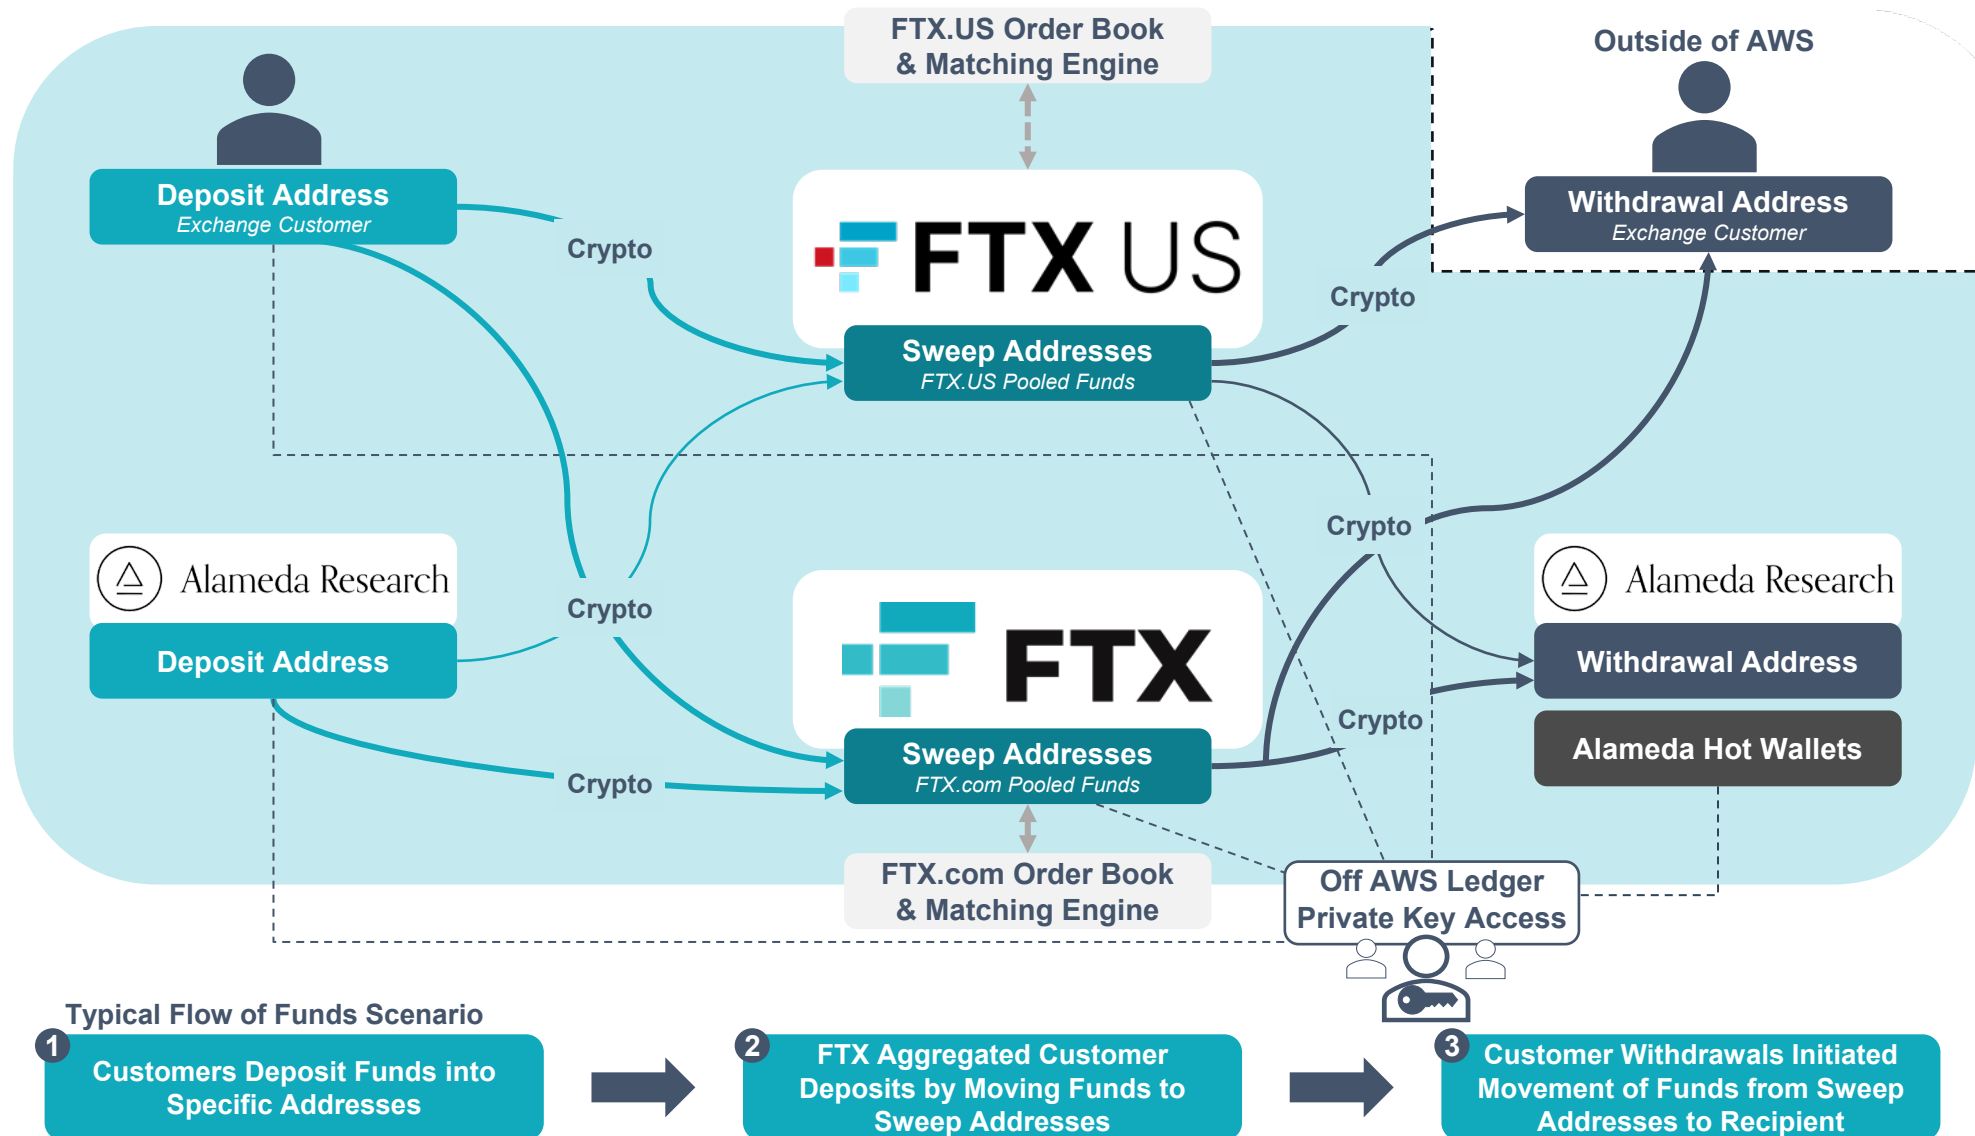 FTX.US Order Book
& Matching Engine
Outside of AWS
Deposit Address
Exchange Customer
Crypto
FTX US
Sweep Addresses
FTX.US Pooled Funds
Crypto
Withdrawal Address
Exchange Customer
Alameda Research
Deposit Address
Crypto
Crypto
FTX
Sweep Addresses
FTX.com Pooled Funds
Crypto
Crypto
Alameda Research
Withdrawal Address
Alameda Hot Wallets
FTX.com Order Book
& Matching Engine
Off AWS Ledger
Private Key Access
Typical Flow of Funds Scenario
1
Customers Deposit Funds into
Specific Addresses
2
FTX Aggregated Customer
Deposits by Moving Funds to
Sweep Addresses
3
Customer Withdrawals Initiated
Movement of Funds from Sweep
Addresses to Recipient